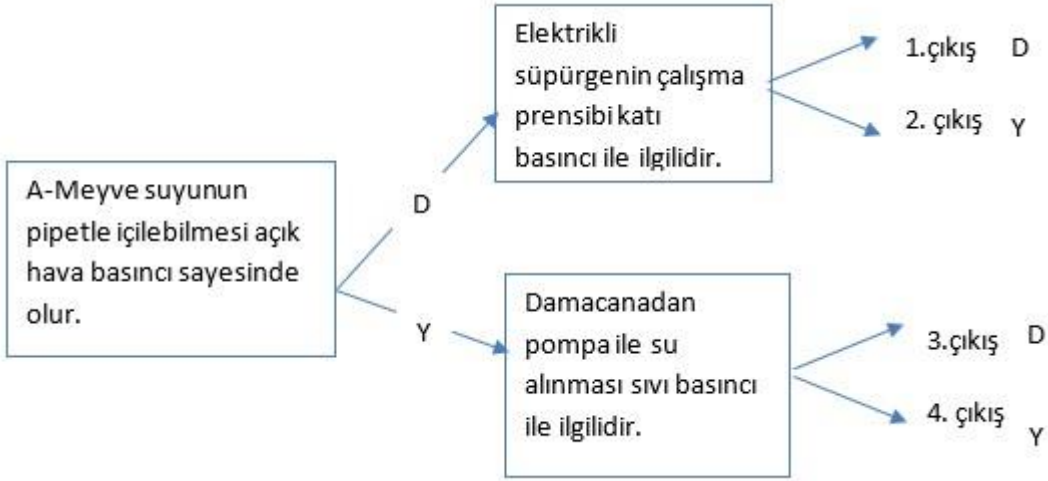 A-Meyve suyunun
pipetle içilebilmesi açık
hava basıncı sayesinde
olur.
D
Y
Elektrikli
süpürgenin çalışma
prensibi katı
basıncı ile ilgilidir.
1.çıkış D
2. çıkış Y
Damacanadan
pompa ile su
alınması sıvı basıncı
ile ilgilidir.
3.çıkış D
4. çıkış Y